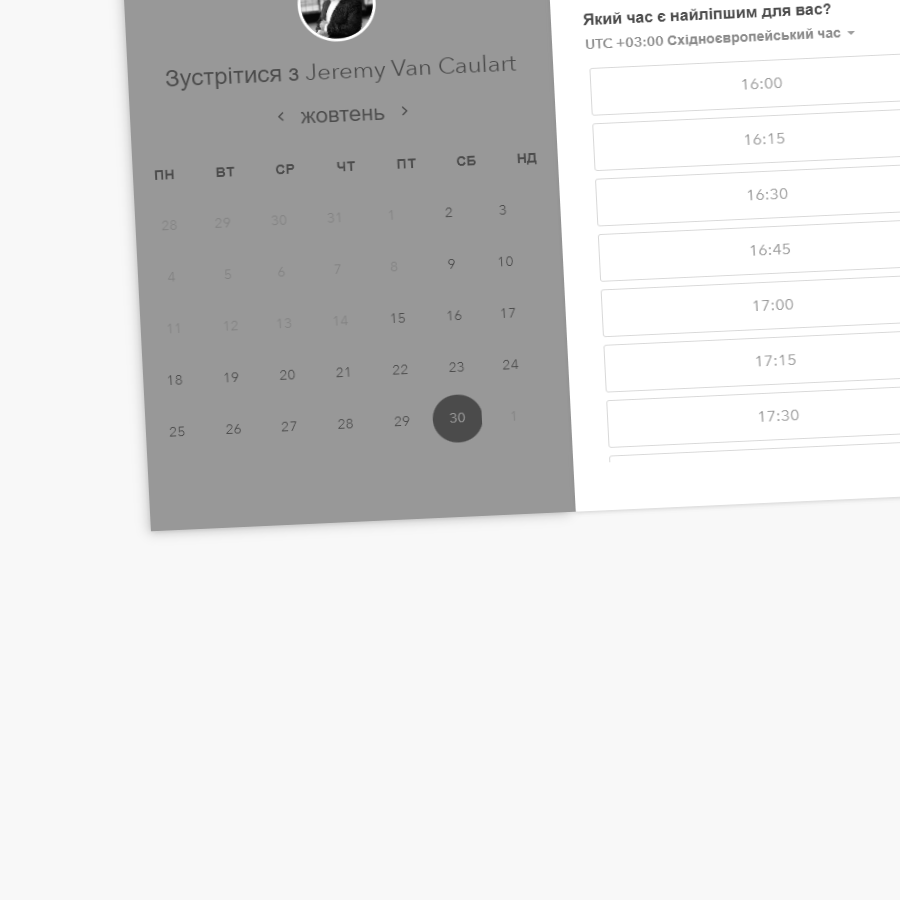 Зустрітися з Jeremy Van Caulart
‹ жовтень ›
ПН ВТ СР ЧТ ПТ СБ НД
28 29 30 31 1 2 3
4 5 6 7 8 9 10
11 12 13 14 15 16 17
18 19 20 21 22 23 24
25 26 27 28 29 30 1
Який час є найліпшим для вас?
UTC +03:00 Східноєвропейський час
16:00
16:15
16:30
16:45
17:00
17:15
17:30